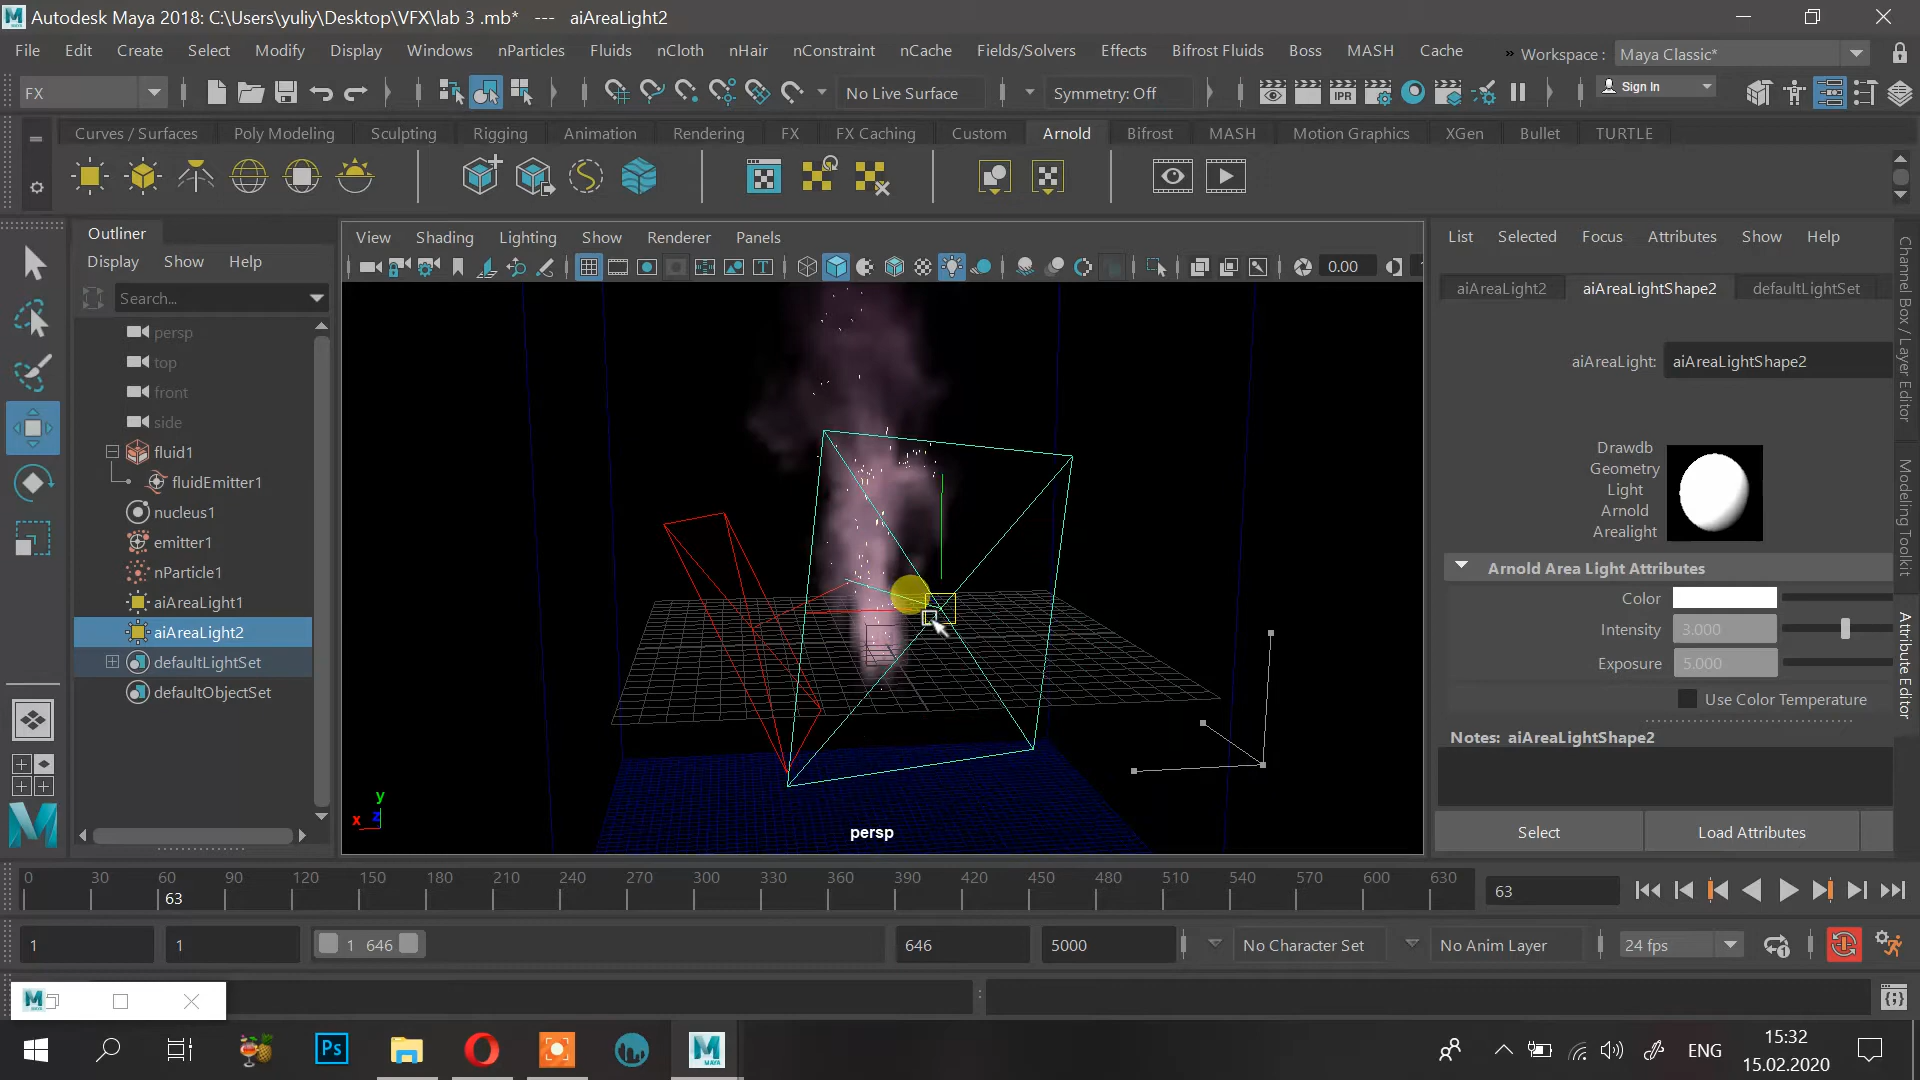 Autodesk Maya 2018: C:\Users\yuliy\Desktop\VFX\lab 3 .mb* --- aiAreaLight2
File Edit Create Select Modify Display Windows nParticles Fluids nCloth nHair nConstraint nCache Fields/Solvers Effects Bifrost Fluids Boss MASH Cache » Workspace : Maya Classic*
FX No Live Surface Symmetry: Off IPR Sign In
Curves / Surfaces Poly Modeling Sculpting Rigging Animation Rendering FX FX Caching Custom Arnold Bifrost MASH Motion Graphics XGen Bullet TURTLE
Outliner
Display Show Help
Search...
persp
top
front
side
fluid1
fluidEmitter1
nucleus1
emitter1
nParticle1
aiAreaLight1
aiAreaLight2
defaultLightSet
defaultObjectSet
View Shading Lighting Show Renderer Panels
0.00
y
x z
persp
List Selected Focus Attributes Show Help
aiAreaLight2 aiAreaLightShape2 defaultLightSet
aiAreaLight: aiAreaLightShape2
Drawdb
Geometry
Light
Arnold
Arealight
Arnold Area Light Attributes
Color
Intensity 3.000
Exposure 5.000
Use Color Temperature
Notes: aiAreaLightShape2
Select Load Attributes
Channel Box / Layer Editor
Modeling Toolkit
Attribute Editor
0 30 60 90 120 150 180 210 240 270 300 330 360 390 420 450 480 510 540 570 600 630
63
63
1 1 1 646 646 5000 No Character Set No Anim Layer 24 fps
M
Ps
M
MAYA
ENG
15:32
15.02.2020